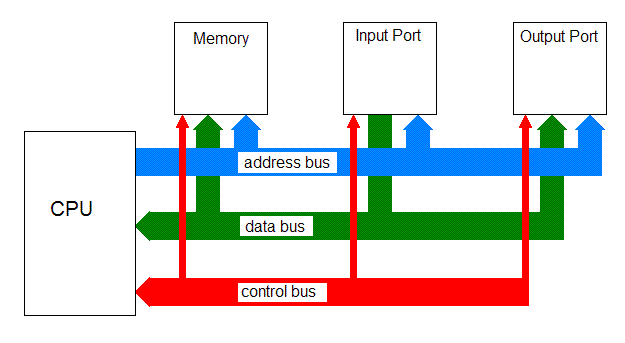 Memory
Input Port
Output Port
address bus
CPU
data bus
control bus